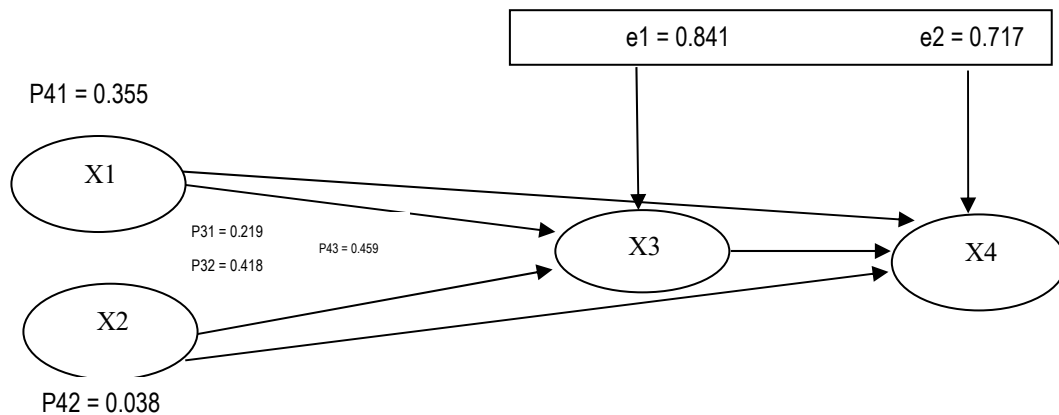 e1 = 0.841 e2 = 0.717
P41 = 0.355
X1
P31 = 0.219 P43 = 0.459
P32 = 0.418
X3
X4
X2
P42 = 0.038